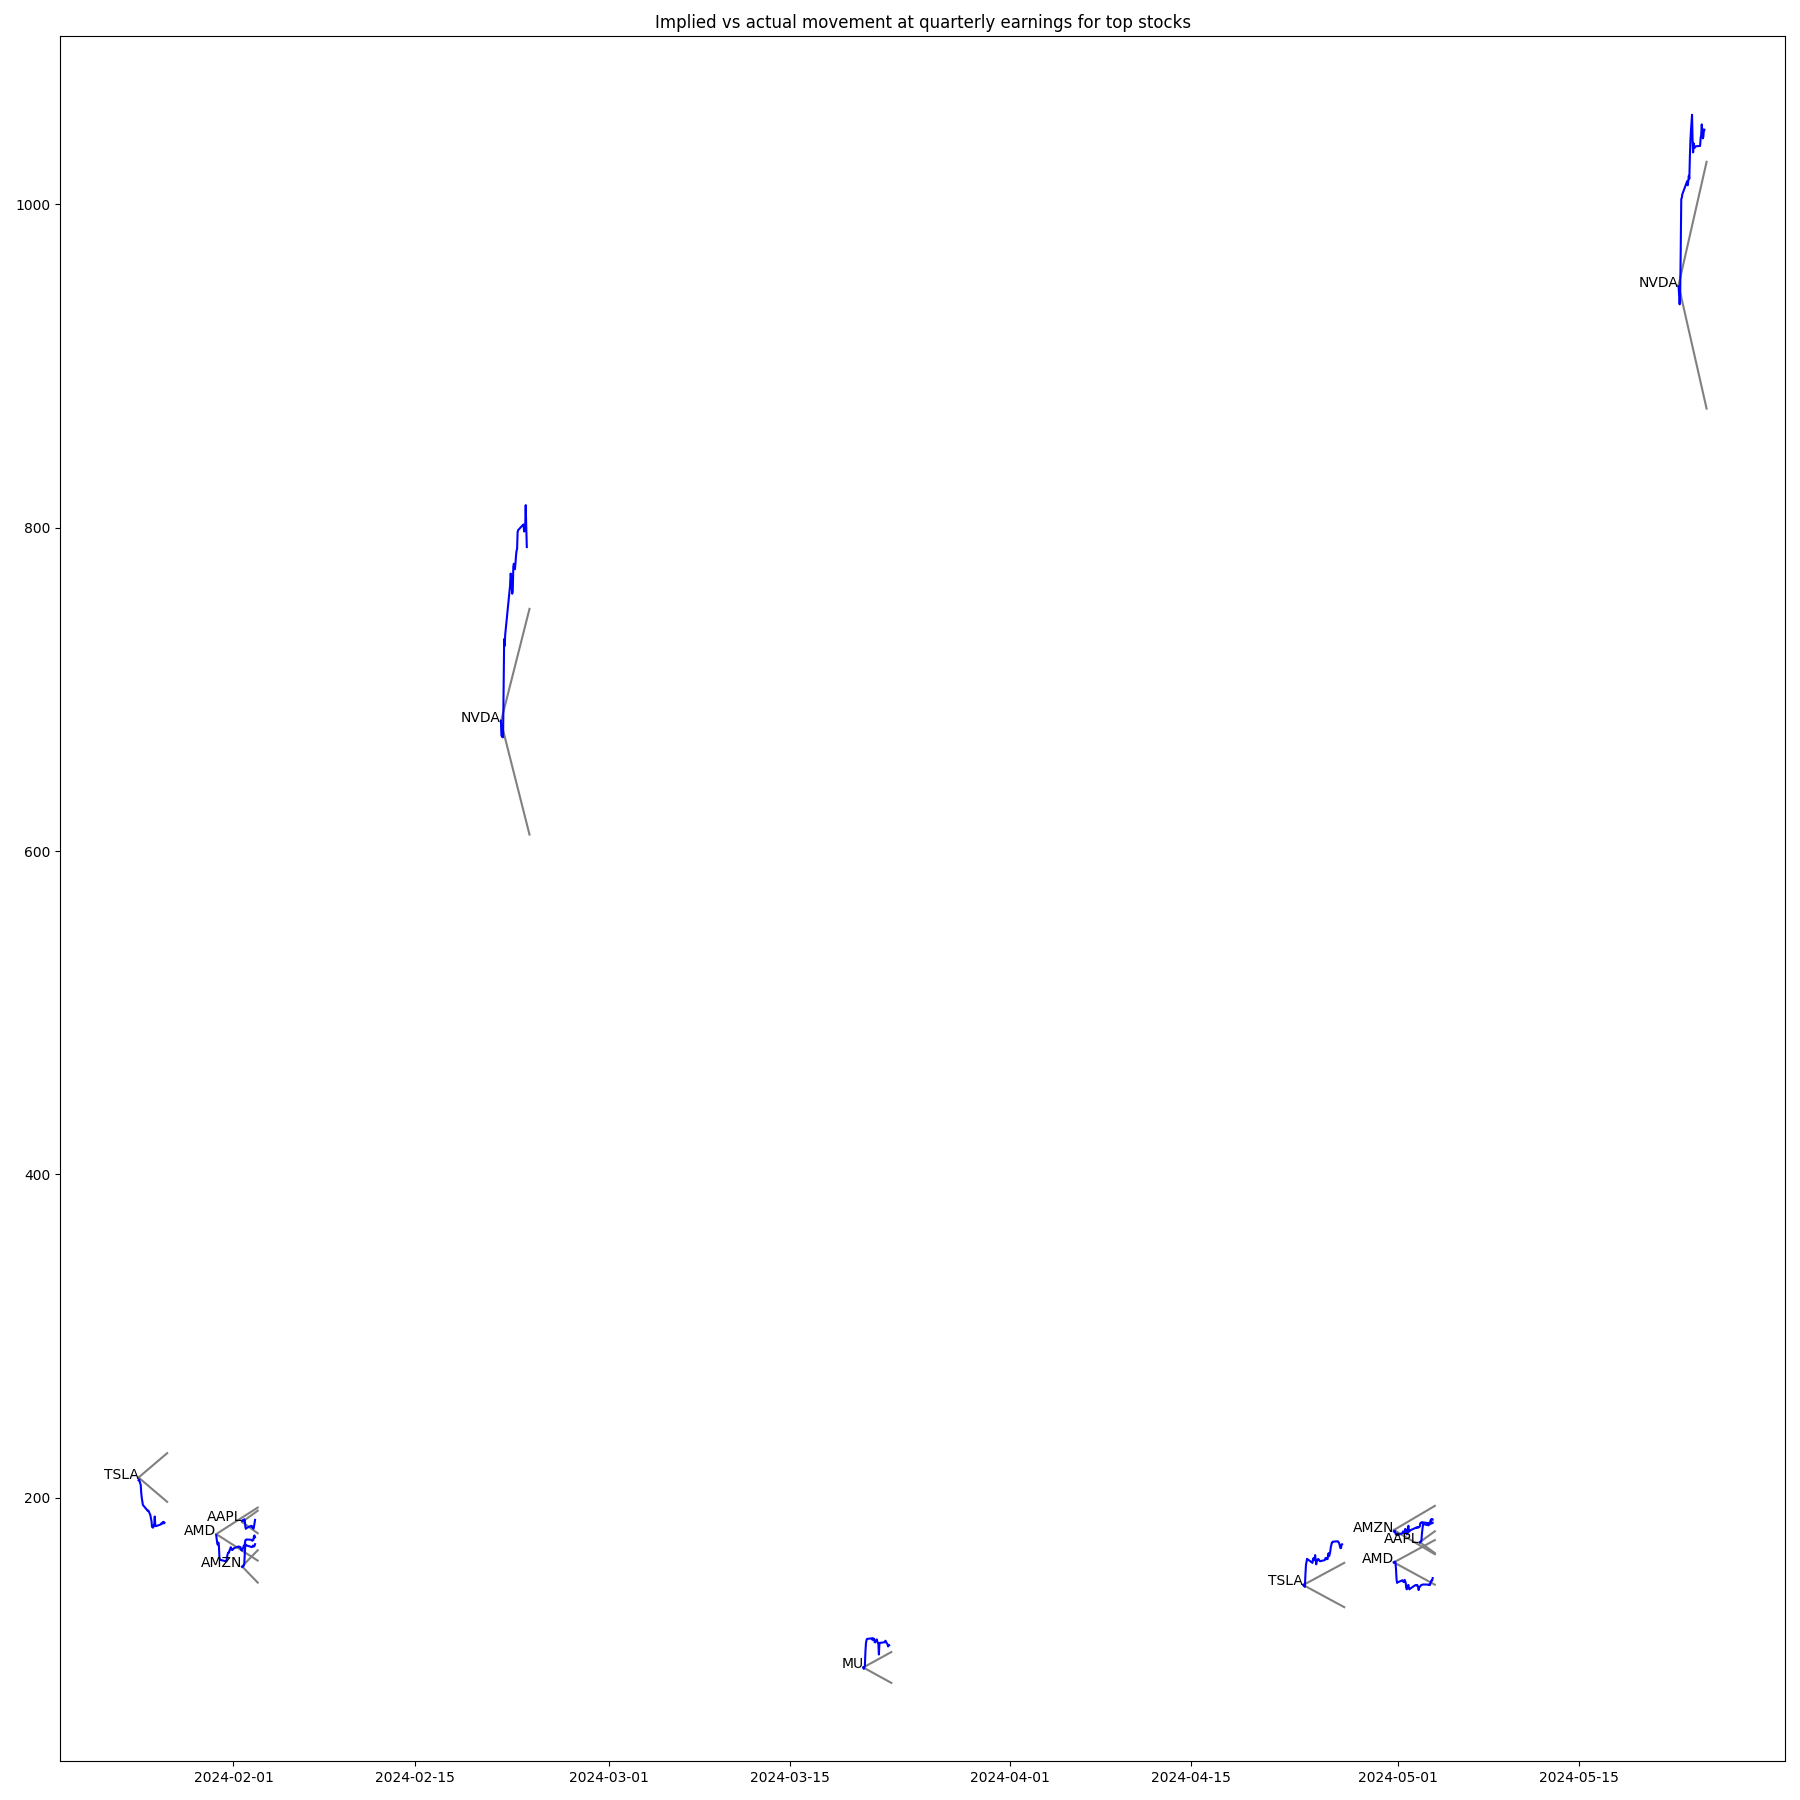 Implied vs actual movement at quarterly earnings for top stocks
1000
NVDA
800
NVDA
600
400
TSLA
200
AAPL
AMD
AMZN
AMZN
AAPL
AMD
TSLA
MU
2024-02-01
2024-02-15
2024-03-01
2024-03-15
2024-04-01
2024-04-15
2024-05-01
2024-05-15